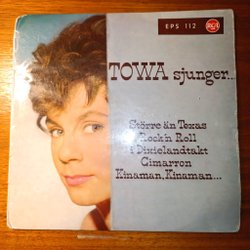 EPS 112
RCA
TOWA sjunger...
Större än Texas
Rock'n Roll
i Dixielandtakt
Cimarron
Kinaman, Kinaman...